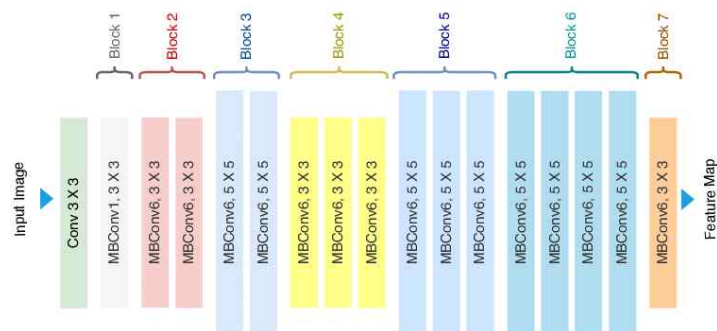 Input Image
Conv 3 X 3
Block 1
MBConv1, 3 X 3
Block 2
MBConv6, 3 X 3
MBConv6, 3 X 3
Block 3
MBConv6, 5 X 5
MBConv6, 5 X 5
Block 4
MBConv6, 3 X 3
MBConv6, 3 X 3
MBConv6, 3 X 3
Block 5
MBConv6, 5 X 5
MBConv6, 5 X 5
MBConv6, 5 X 5
Block 6
MBConv6, 5 X 5
MBConv6, 5 X 5
MBConv6, 5 X 5
MBConv6, 5 X 5
Block 7
MBConv6, 3 X 3
Feature Map